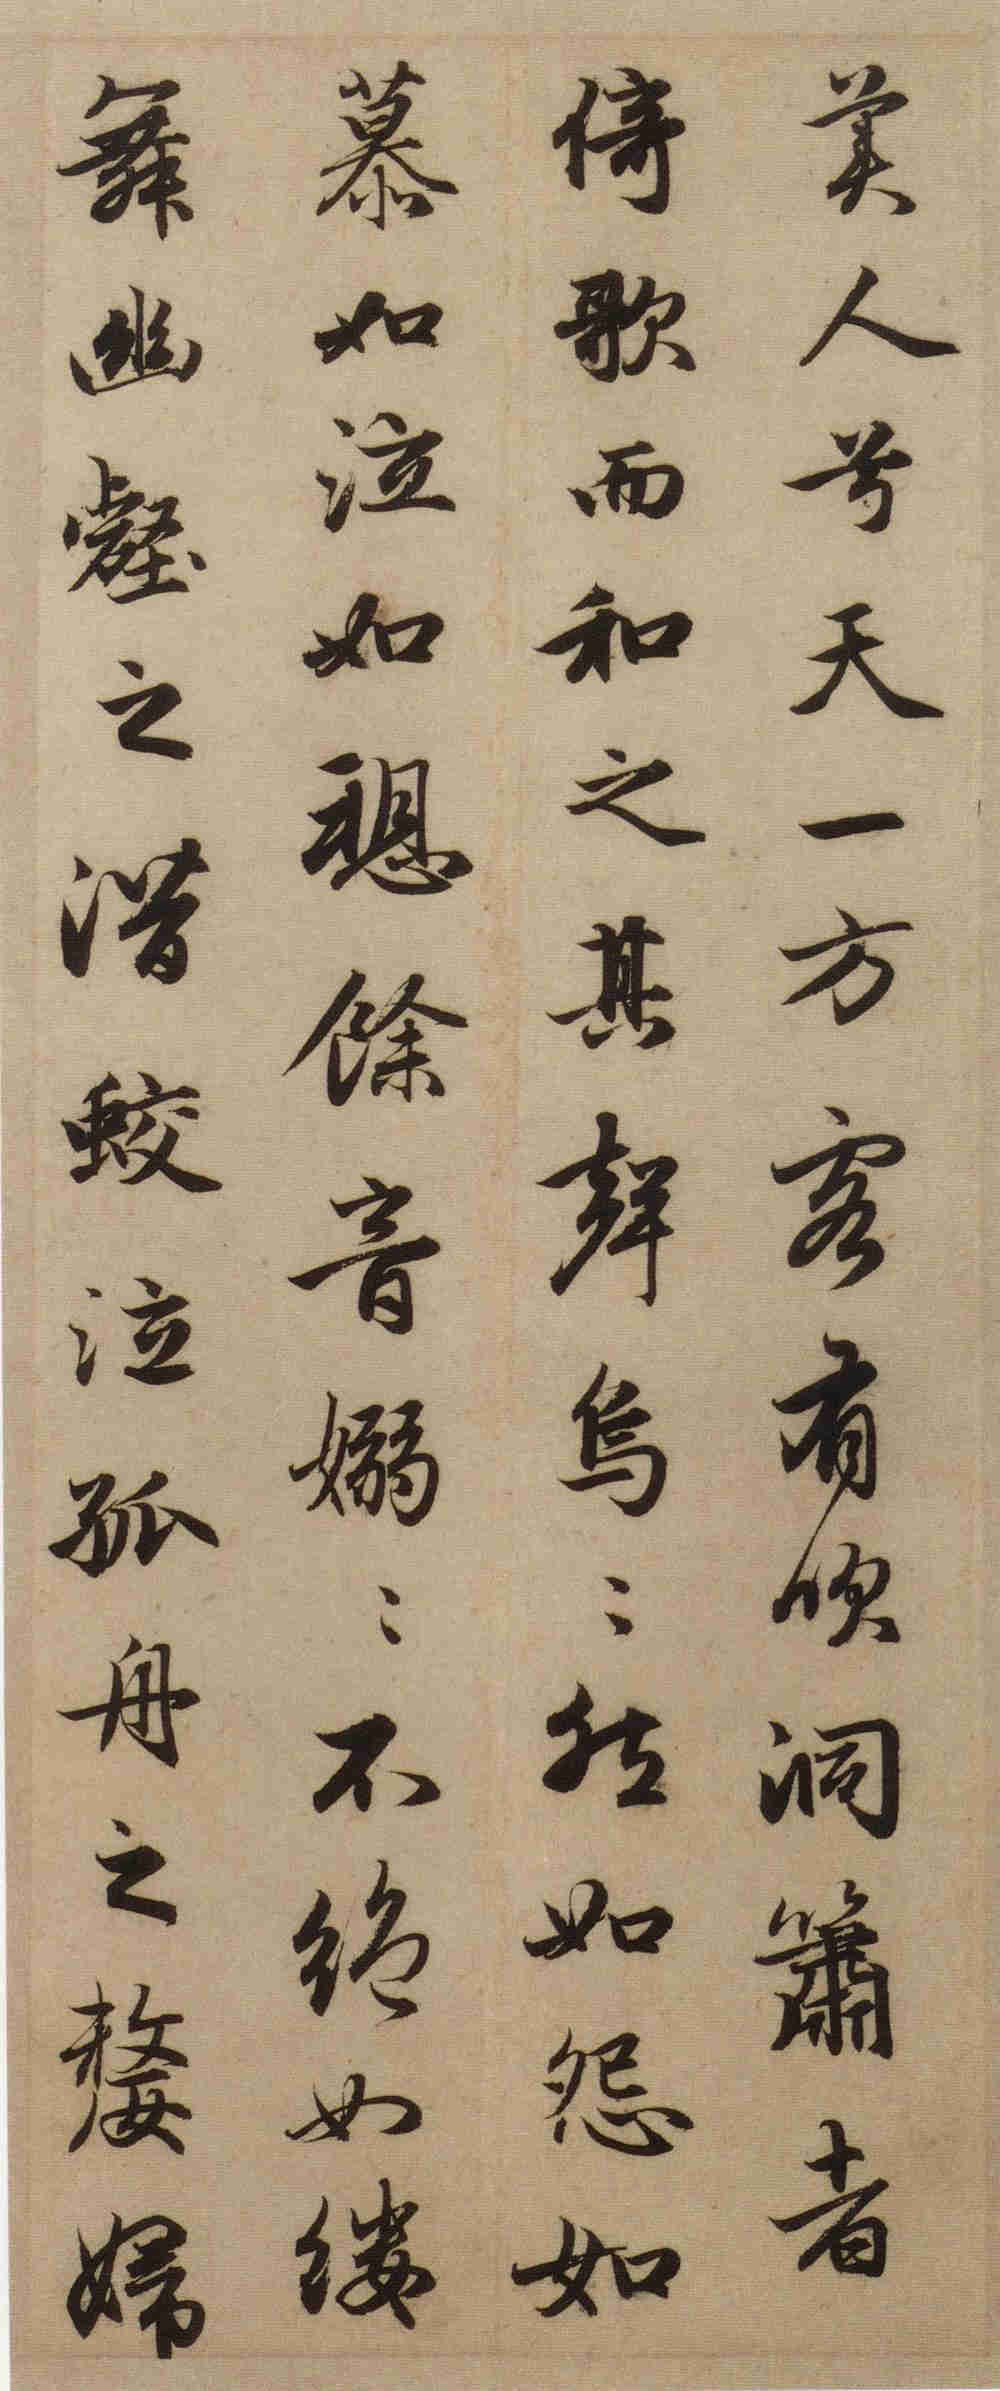 美人兮天一方客有吹洞簫者
倚歌而和之其聲烏〻然如怨如
慕如泣如訴餘音嫋〻不絕如縷
舞幽壑之潛蛟泣孤舟之嫠婦